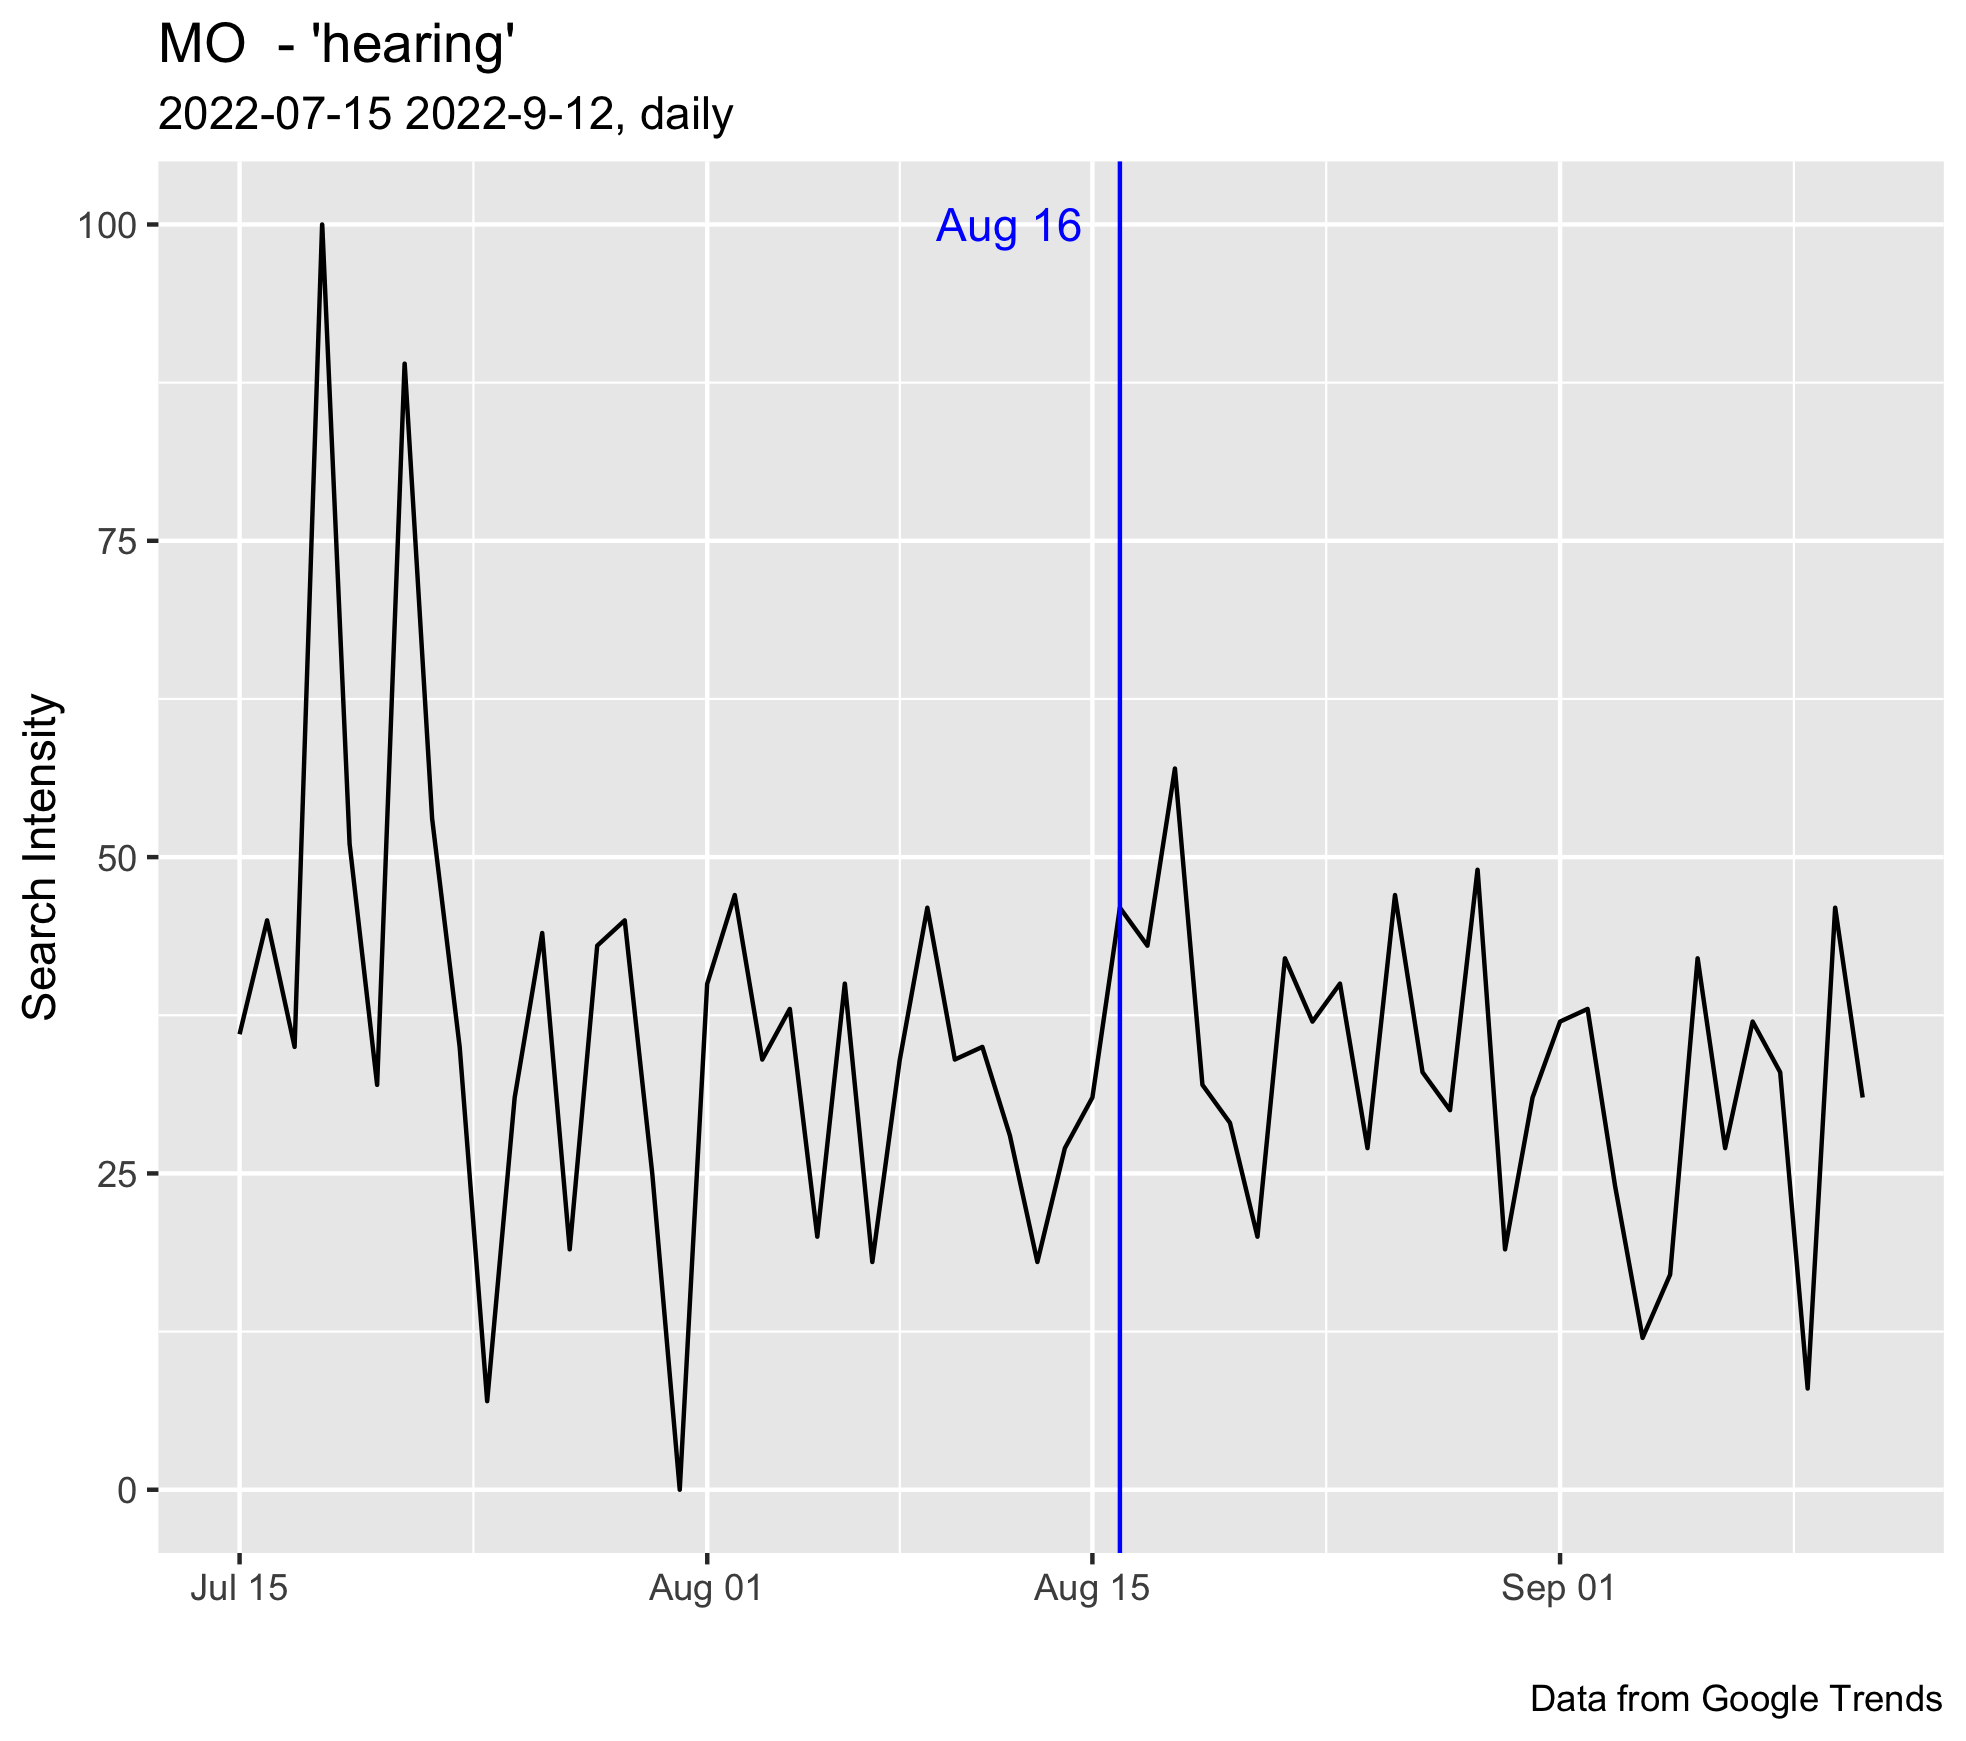 MO  - 'hearing'
2022-07-15 2022-9-12, daily
Search Intensity
100
75
50
25
0
Aug 16
Jul 15
Aug 01
Aug 15
Sep 01
Data from Google Trends